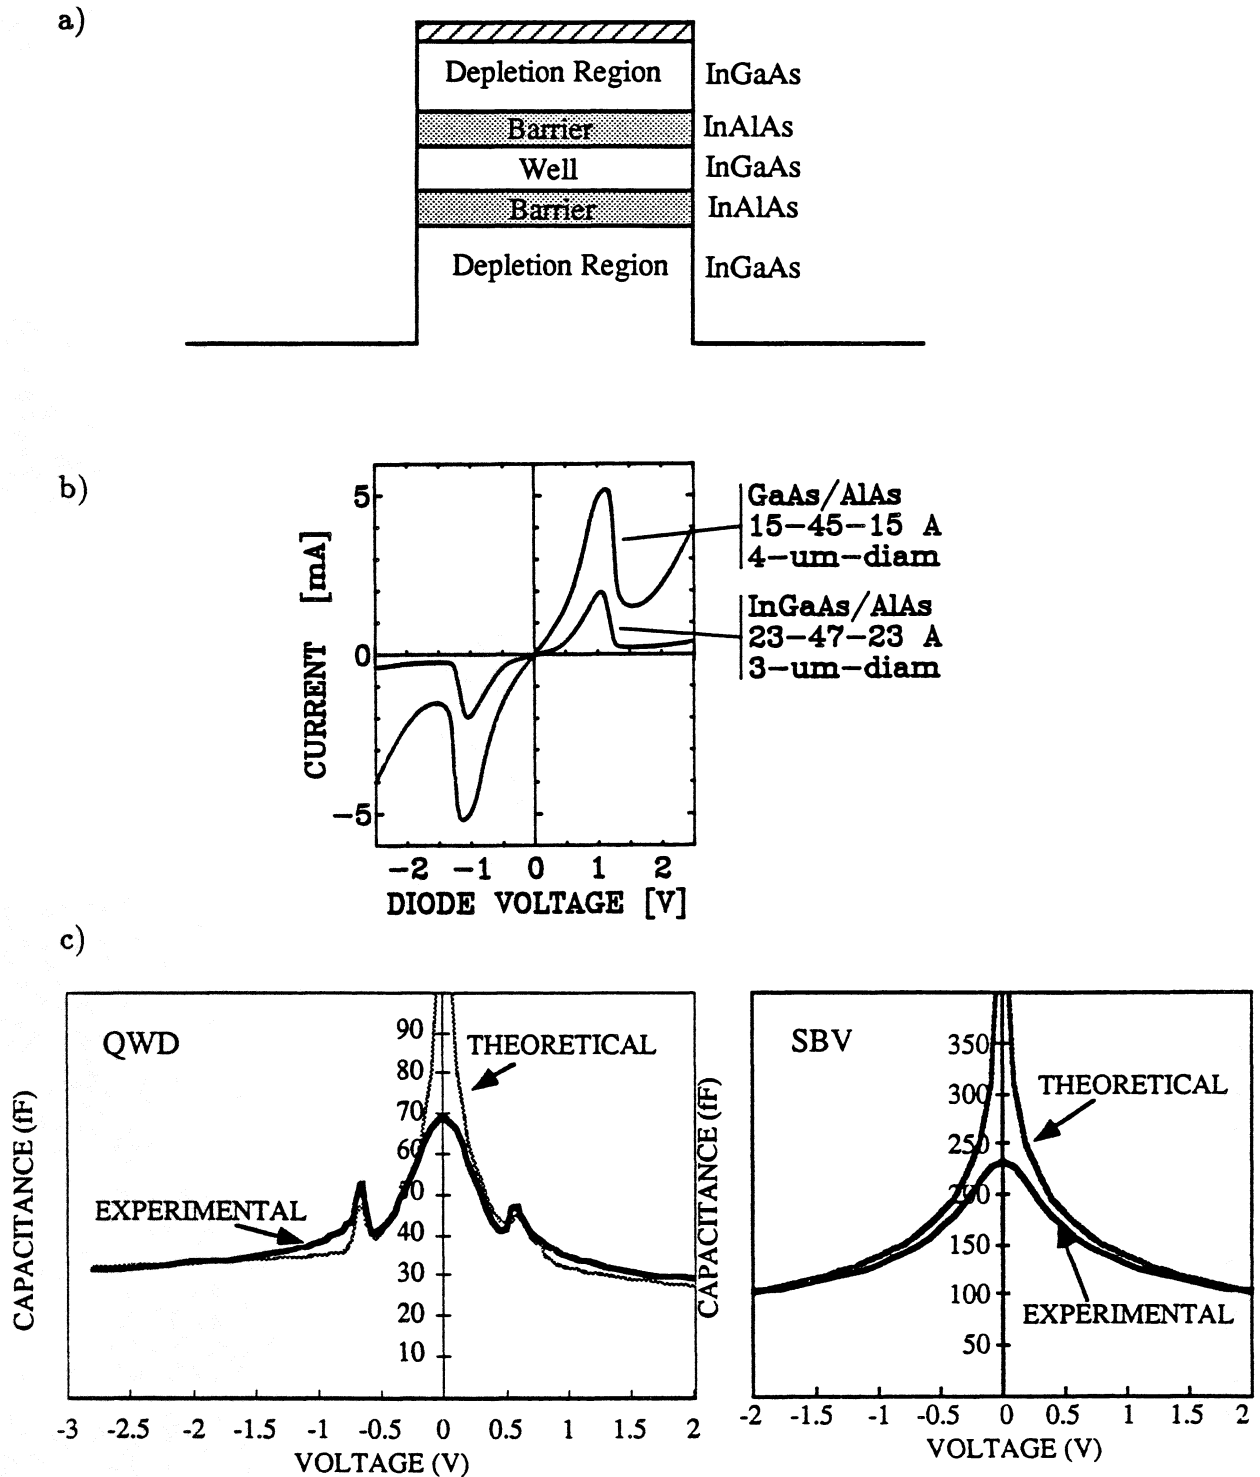 a)
Depletion Region InGaAs
Barrier InAlAs
Well InGaAs
Barrier InAlAs
Depletion Region InGaAs
b)
CURRENT [mA]
5
0
-5
-2 -1 0 1 2
DIODE VOLTAGE [V]
GaAs/AlAs
15-45-15 A
4-um-diam
InGaAs/AlAs
23-47-23 A
3-um-diam
c)
QWD
CAPACITANCE (fF)
90
80
70
60
50
40
30
20
10
THEORETICAL
EXPERIMENTAL
-3 -2.5 -2 -1.5 -1 -0.5 0 0.5 1 1.5 2
VOLTAGE (V)
SBV
CAPACITANCE (fF)
350
300
250
200
150
100
50
THEORETICAL
EXPERIMENTAL
-2 -1.5 -1 -0.5 0 0.5 1 1.5 2
VOLTAGE (V)